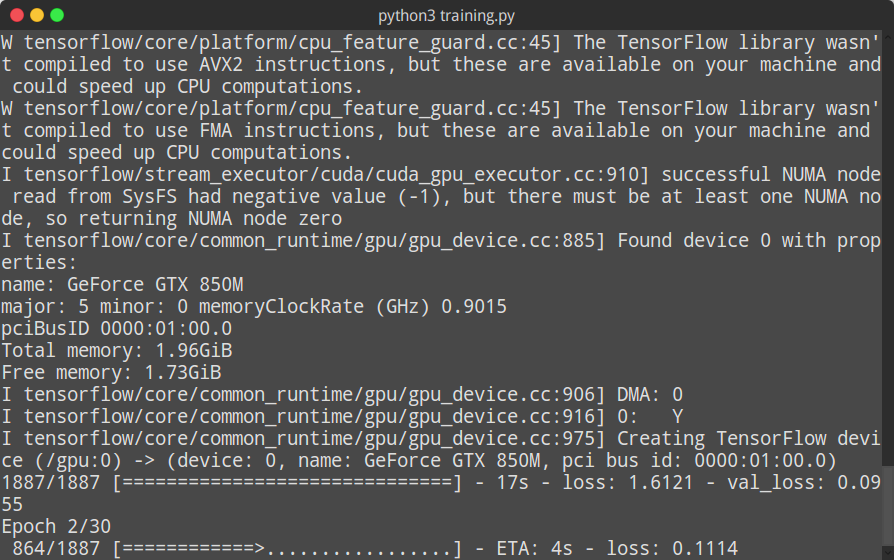 python3 training.py
W tensorflow/core/platform/cpu_feature_guard.cc:45] The TensorFlow library wasn'
t compiled to use AVX2 instructions, but these are available on your machine and
 could speed up CPU computations.
W tensorflow/core/platform/cpu_feature_guard.cc:45] The TensorFlow library wasn'
t compiled to use FMA instructions, but these are available on your machine and
could speed up CPU computations.
I tensorflow/stream_executor/cuda/cuda_gpu_executor.cc:910] successful NUMA node
 read from SysFS had negative value (-1), but there must be at least one NUMA no
de, so returning NUMA node zero
I tensorflow/core/common_runtime/gpu/gpu_device.cc:885] Found device 0 with prop
erties:
name: GeForce GTX 850M
major: 5 minor: 0 memoryClockRate (GHz) 0.9015
pciBusID 0000:01:00.0
Total memory: 1.96GiB
Free memory: 1.73GiB
I tensorflow/core/common_runtime/gpu/gpu_device.cc:906] DMA: 0
I tensorflow/core/common_runtime/gpu/gpu_device.cc:916] 0:   Y
I tensorflow/core/common_runtime/gpu/gpu_device.cc:975] Creating TensorFlow devi
ce (/gpu:0) -> (device: 0, name: GeForce GTX 850M, pci bus id: 0000:01:00.0)
1887/1887 [==============================] - 17s - loss: 1.6121 - val_loss: 0.09
55
Epoch 2/30
 864/1887 [============>.................] - ETA: 4s - loss: 0.1114